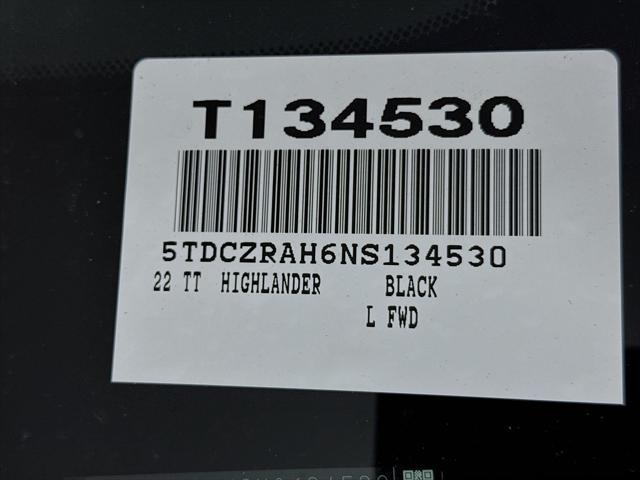 T134530
5TDCZRAH6NS134530
22 TT HIGHLANDER BLACK
L FWD